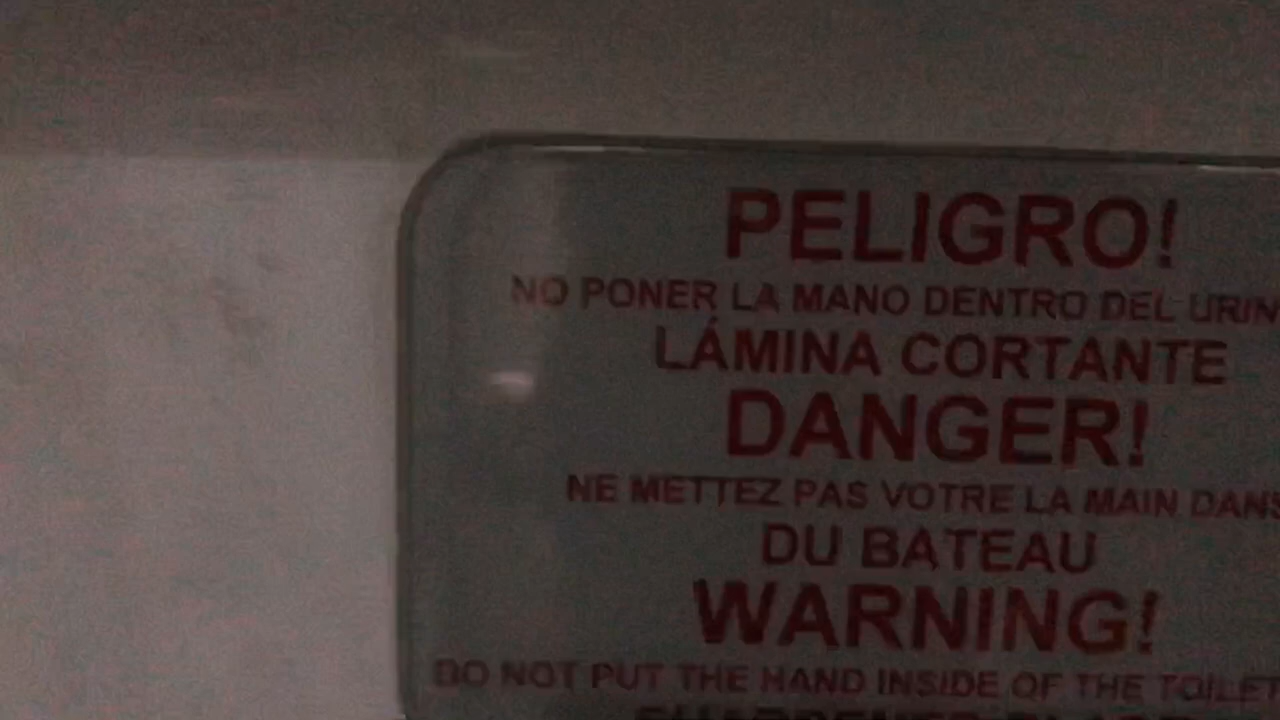 PELIGRO!
NO PONER LA MANO DENTRO DEL URIN
LÁMINA CORTANTE
DANGER!
NE METTEZ PAS VOTRE LA MAIN DANS
DU BATEAU
WARNING!
DO NOT PUT THE HAND INSIDE OF THE TOILET